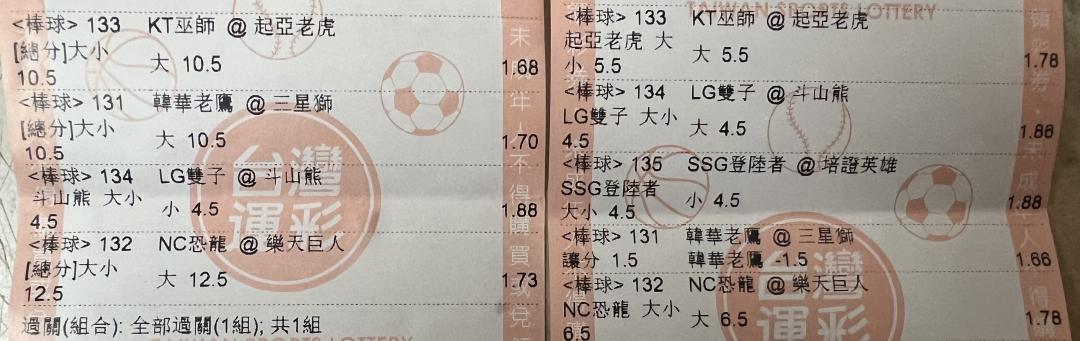 <棒球> 133 KT巫師 @ 起亞老虎
[總分]大小
10.5 大 10.5 1.68
<棒球> 131 韓華老鷹 @ 三星獅
[總分]大小
10.5 大 10.5 1.70
<棒球> 134 LG雙子 @ 斗山熊
斗山熊 大小
4.5 小 4.5 1.88
<棒球> 132 NC恐龍 @ 樂天巨人
[總分]大小
12.5 大 12.5 1.73
過關(組合): 全部過關(1組); 共1組
台灣
運彩
TAIWAN SPORTS LOTTERY
TAIWAN SPORTS LOTTERY
<棒球> 133 KT巫師 @ 起亞老虎
起亞老虎 大
小 5.5 大 5.5 1.78
<棒球> 134 LG雙子 @ 斗山熊
LG雙子 大小
4.5 大 4.5 1.86
<棒球> 135 SSG登陸者 @ 培證英雄
SSG登陸者
大小 4.5 小 4.5 1.88
<棒球> 131 韓華老鷹 @ 三星獅
讓分 1.5 韓華老鷹 -1.5 1.66
<棒球> 132 NC恐龍 @ 樂天巨人
NC恐龍 大小
6.5 大 6.5 1.78
台灣
運彩